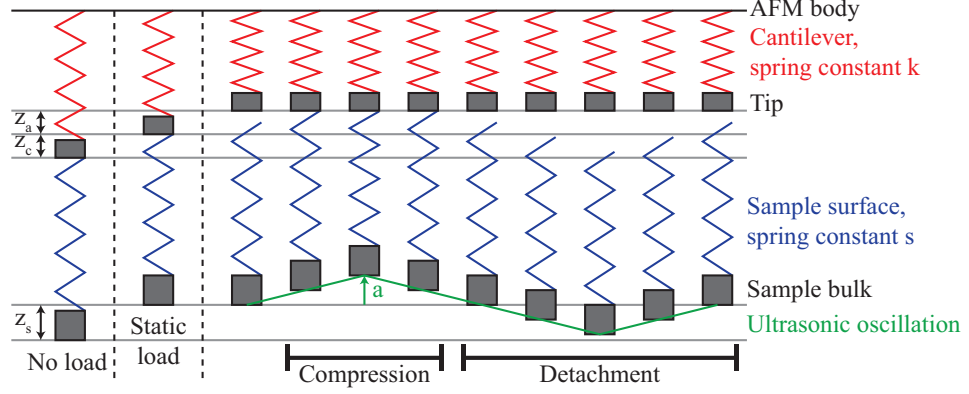 AFM body
Cantilever,
spring constant k
Tip
z_a
z_c
Sample surface,
spring constant s
a
Sample bulk
z_s
Static
load
Ultrasonic oscillation
No load
Compression
Detachment